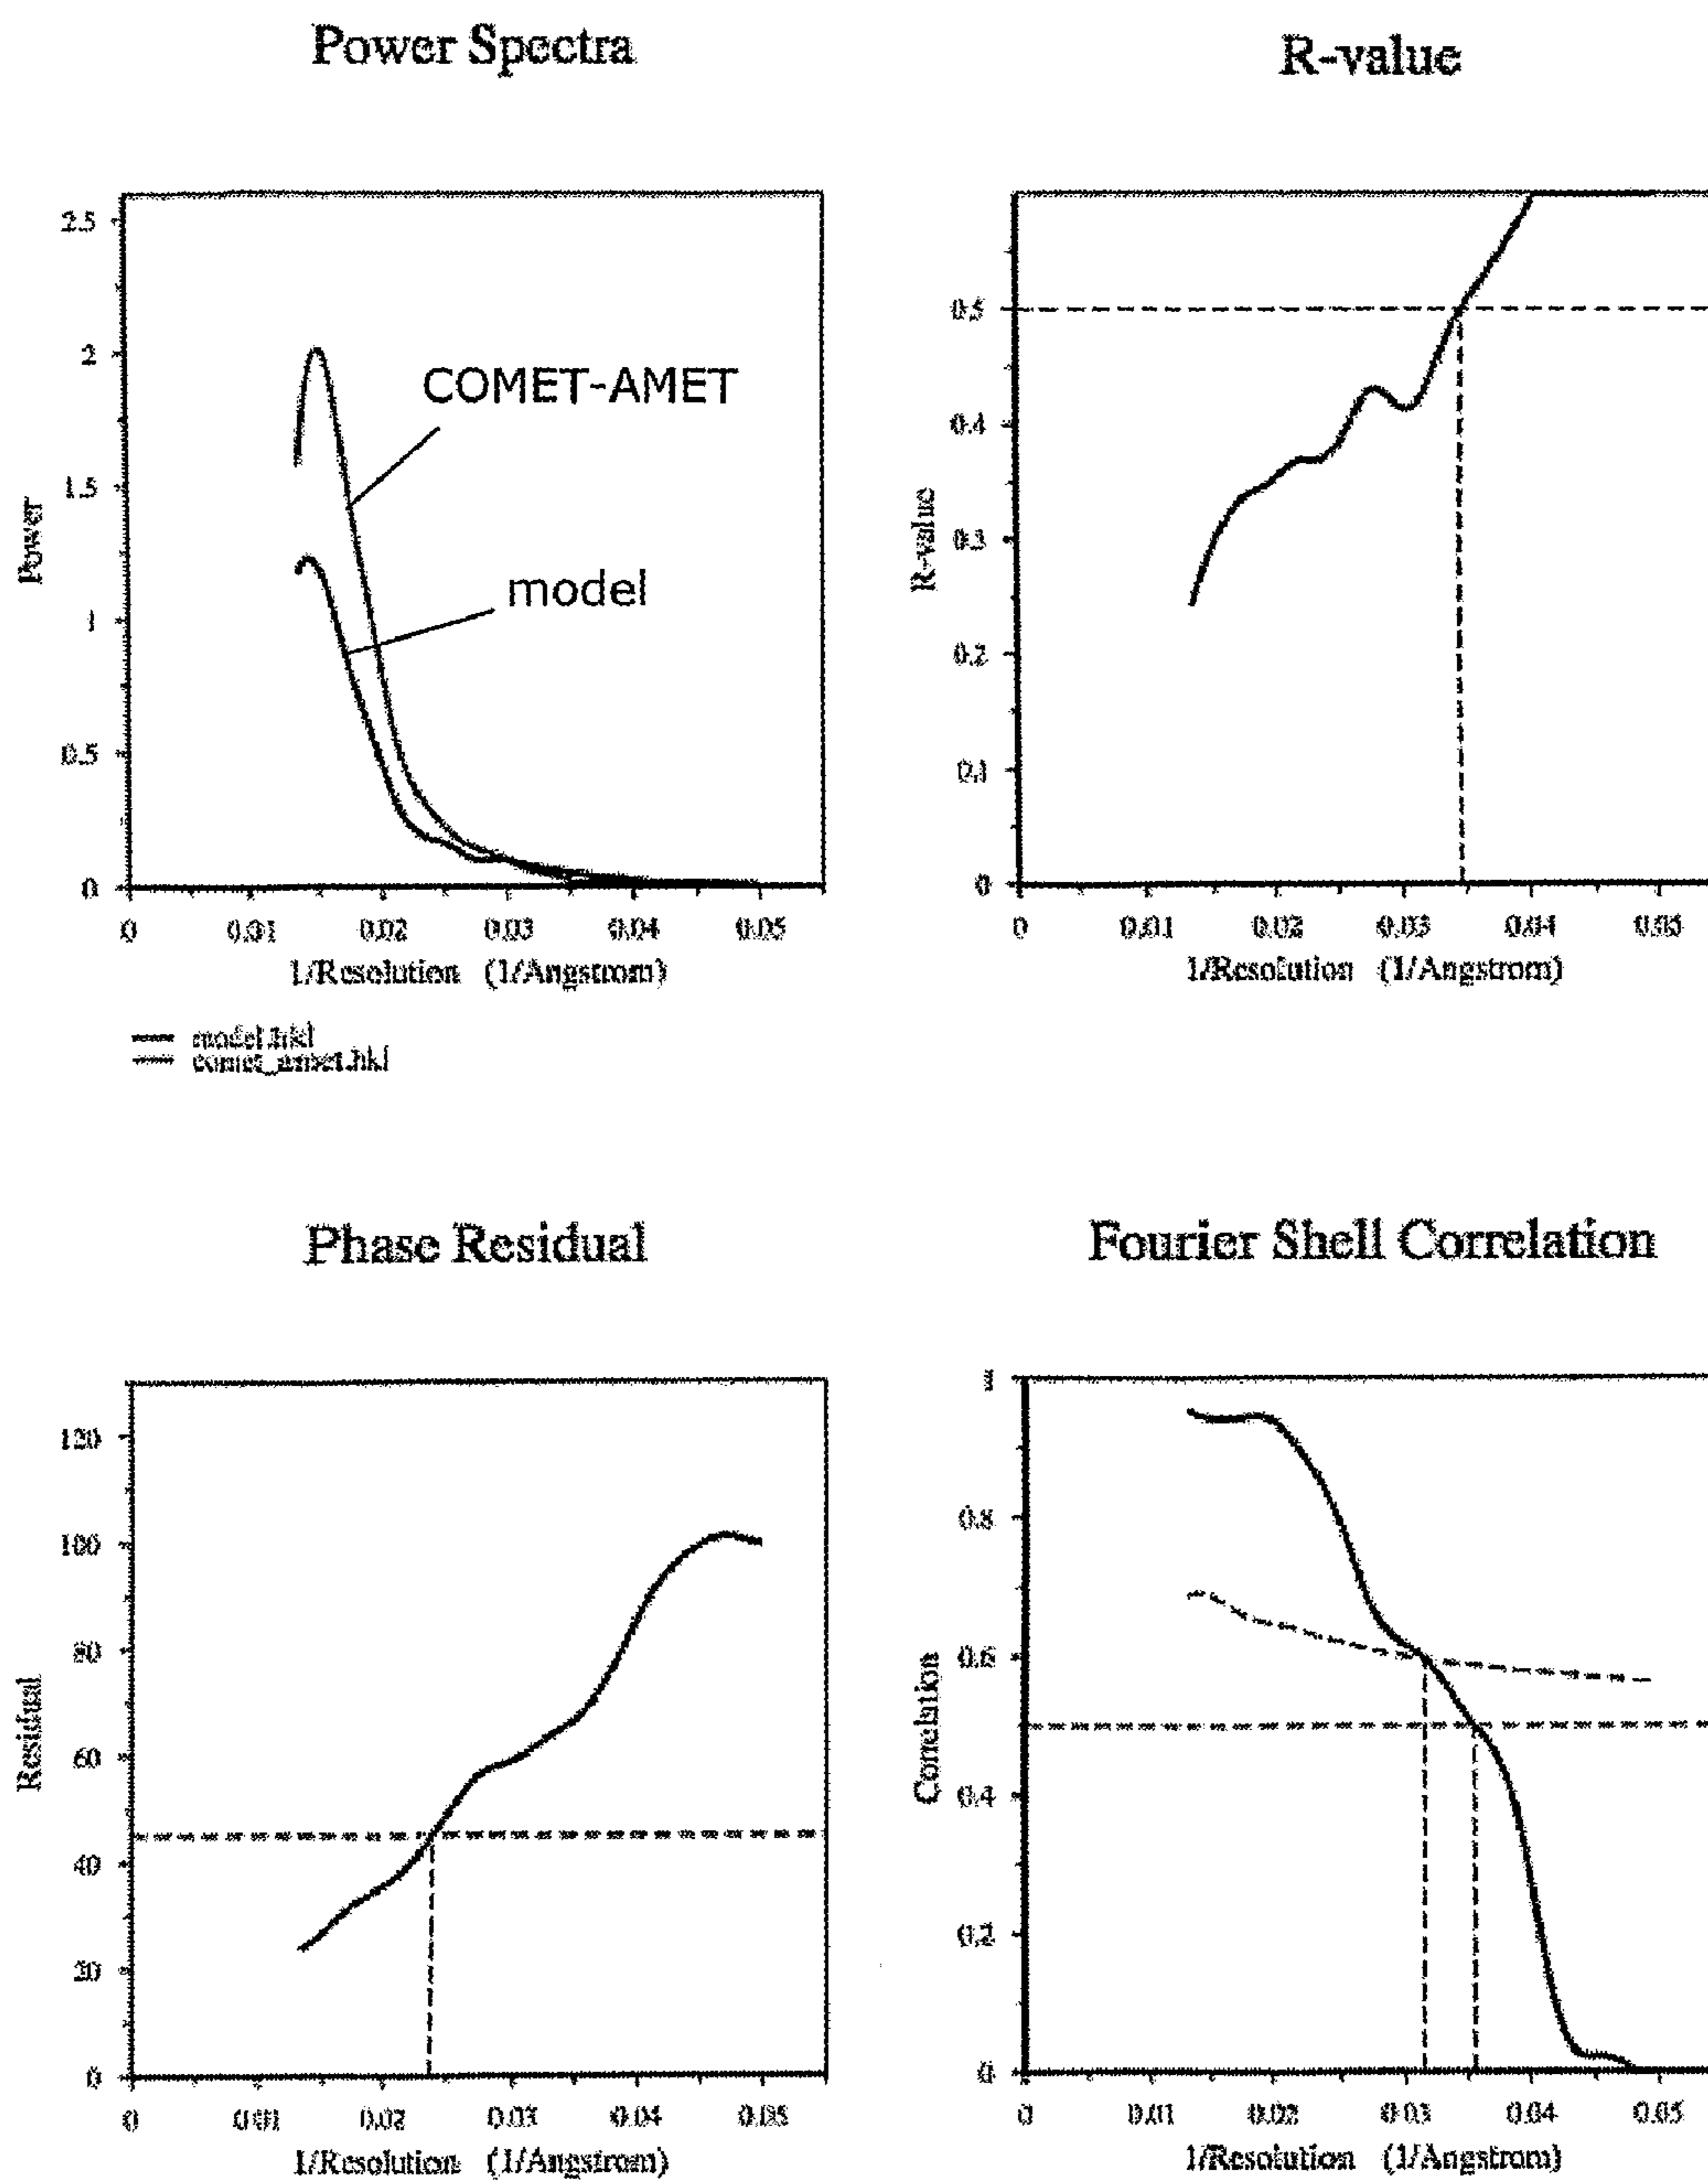 Power Spectra
2.5
2
1.5
1
0.5
0
Power
COMET-AMET
model
0 0.01 0.02 0.03 0.04 0.05
1/Resolution (1/Angstrom)
model.hkl
comet_amet.hkl
R-value
0.5
0.4
0.3
0.2
0.1
0
R-value
0 0.01 0.02 0.03 0.04 0.05
1/Resolution (1/Angstrom)
Phase Residual
120
100
80
60
40
20
0
Residual
0 0.01 0.02 0.03 0.04 0.05
1/Resolution (1/Angstrom)
Fourier Shell Correlation
1
0.8
0.6
0.4
0.2
0
Correlation
0 0.01 0.02 0.03 0.04 0.05
1/Resolution (1/Angstrom)